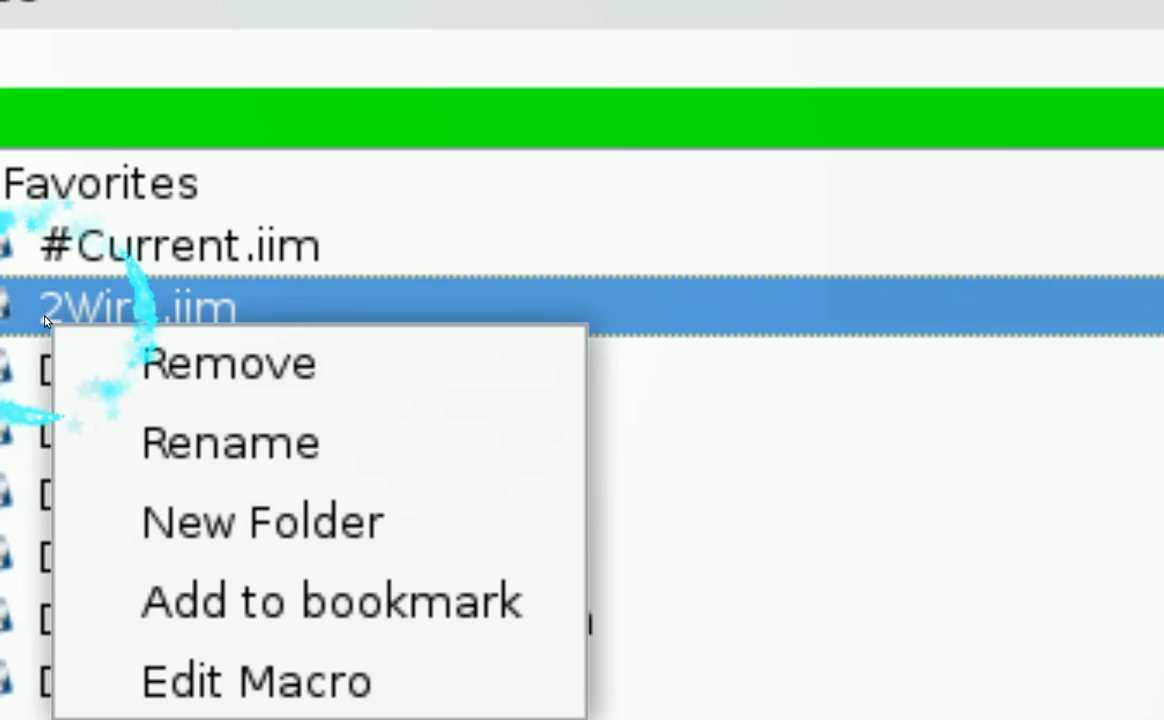 Favorites
#Current.iim
2Wire.iim
Remove
Rename
New Folder
Add to bookmark
Edit Macro